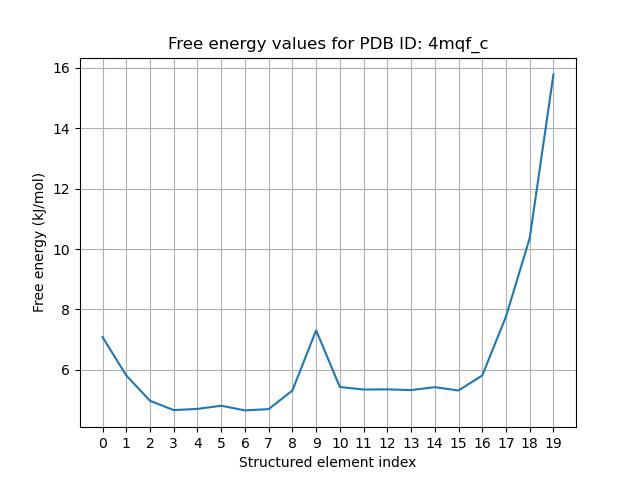 Free energy values for PDB ID: 4mqf_c
16
14
12
10
8
6
Free energy (kJ/mol)
0 1 2 3 4 5 6 7 8 9 10 11 12 13 14 15 16 17 18 19
Structured element index